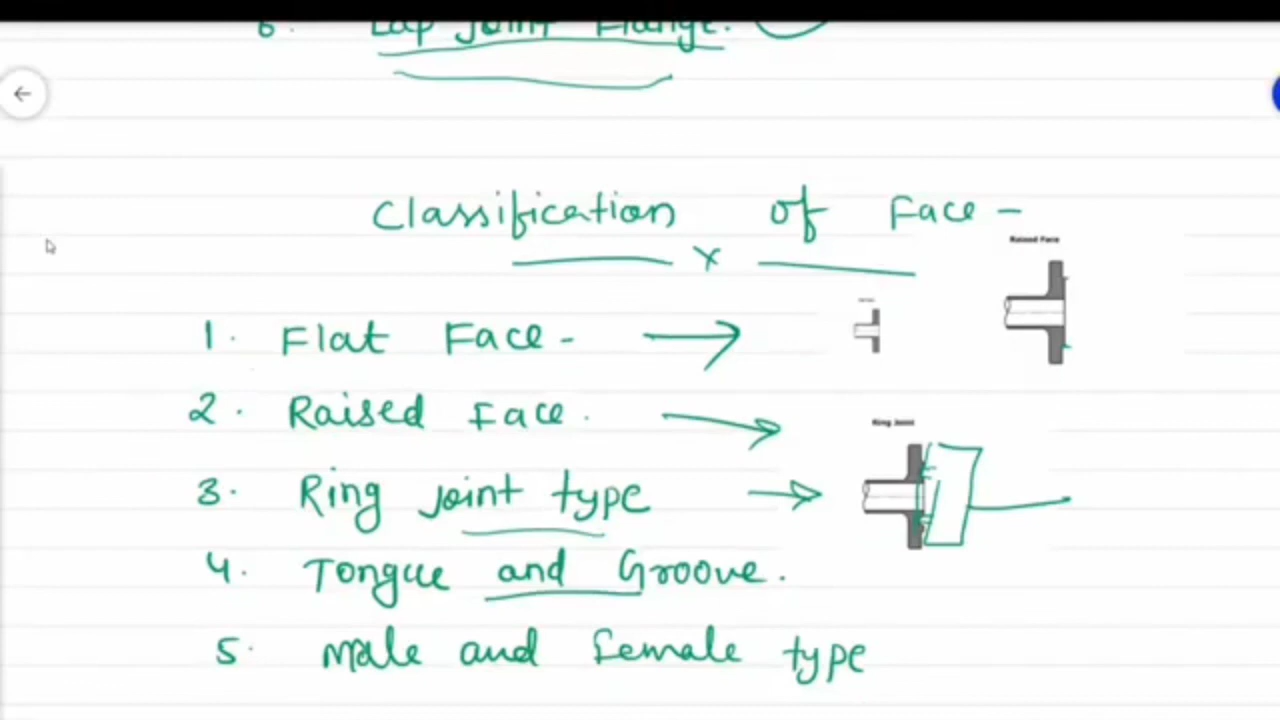 6. Lap Joint Flange.
Classification of Face -
x
Raised Face
1. Flat Face -
2. Raised Face.
Ring Joint
3. Ring Joint type
4. Tongue and Groove.
5. Male and female type